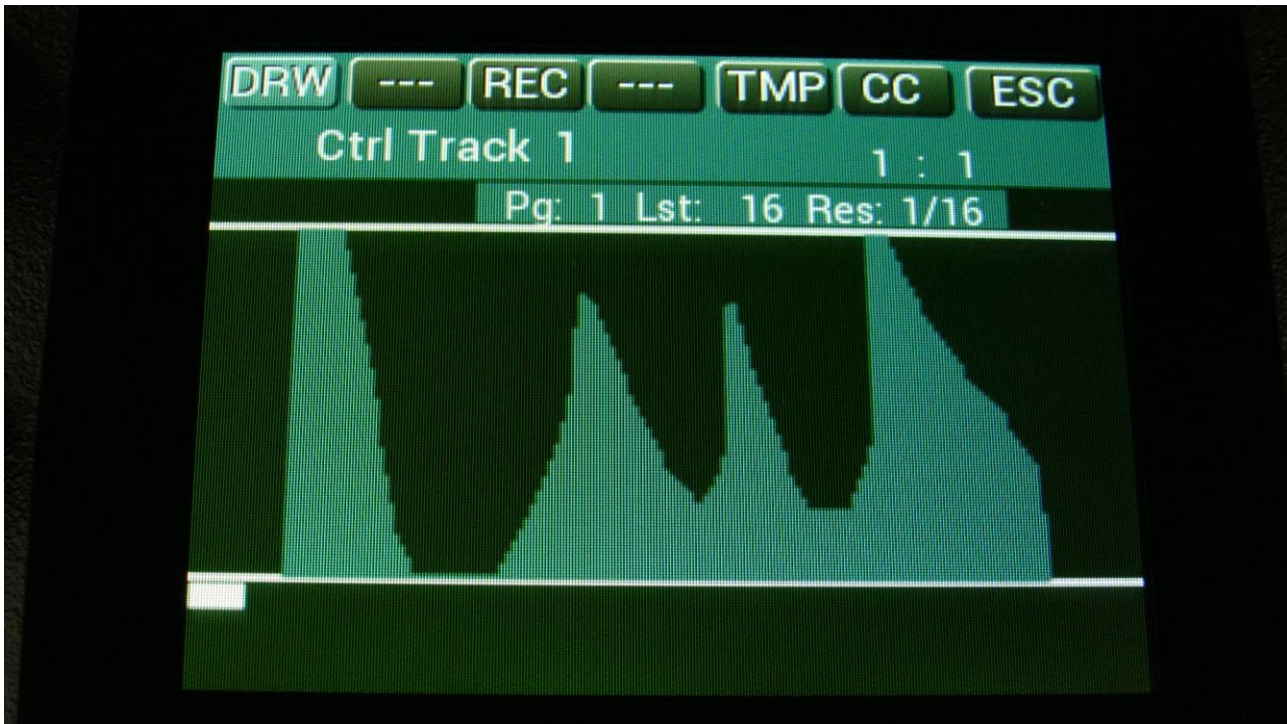 DRW --- REC --- TMP CC ESC
Ctrl Track 1 1 : 1
Pg: 1 Lst: 16 Res: 1/16